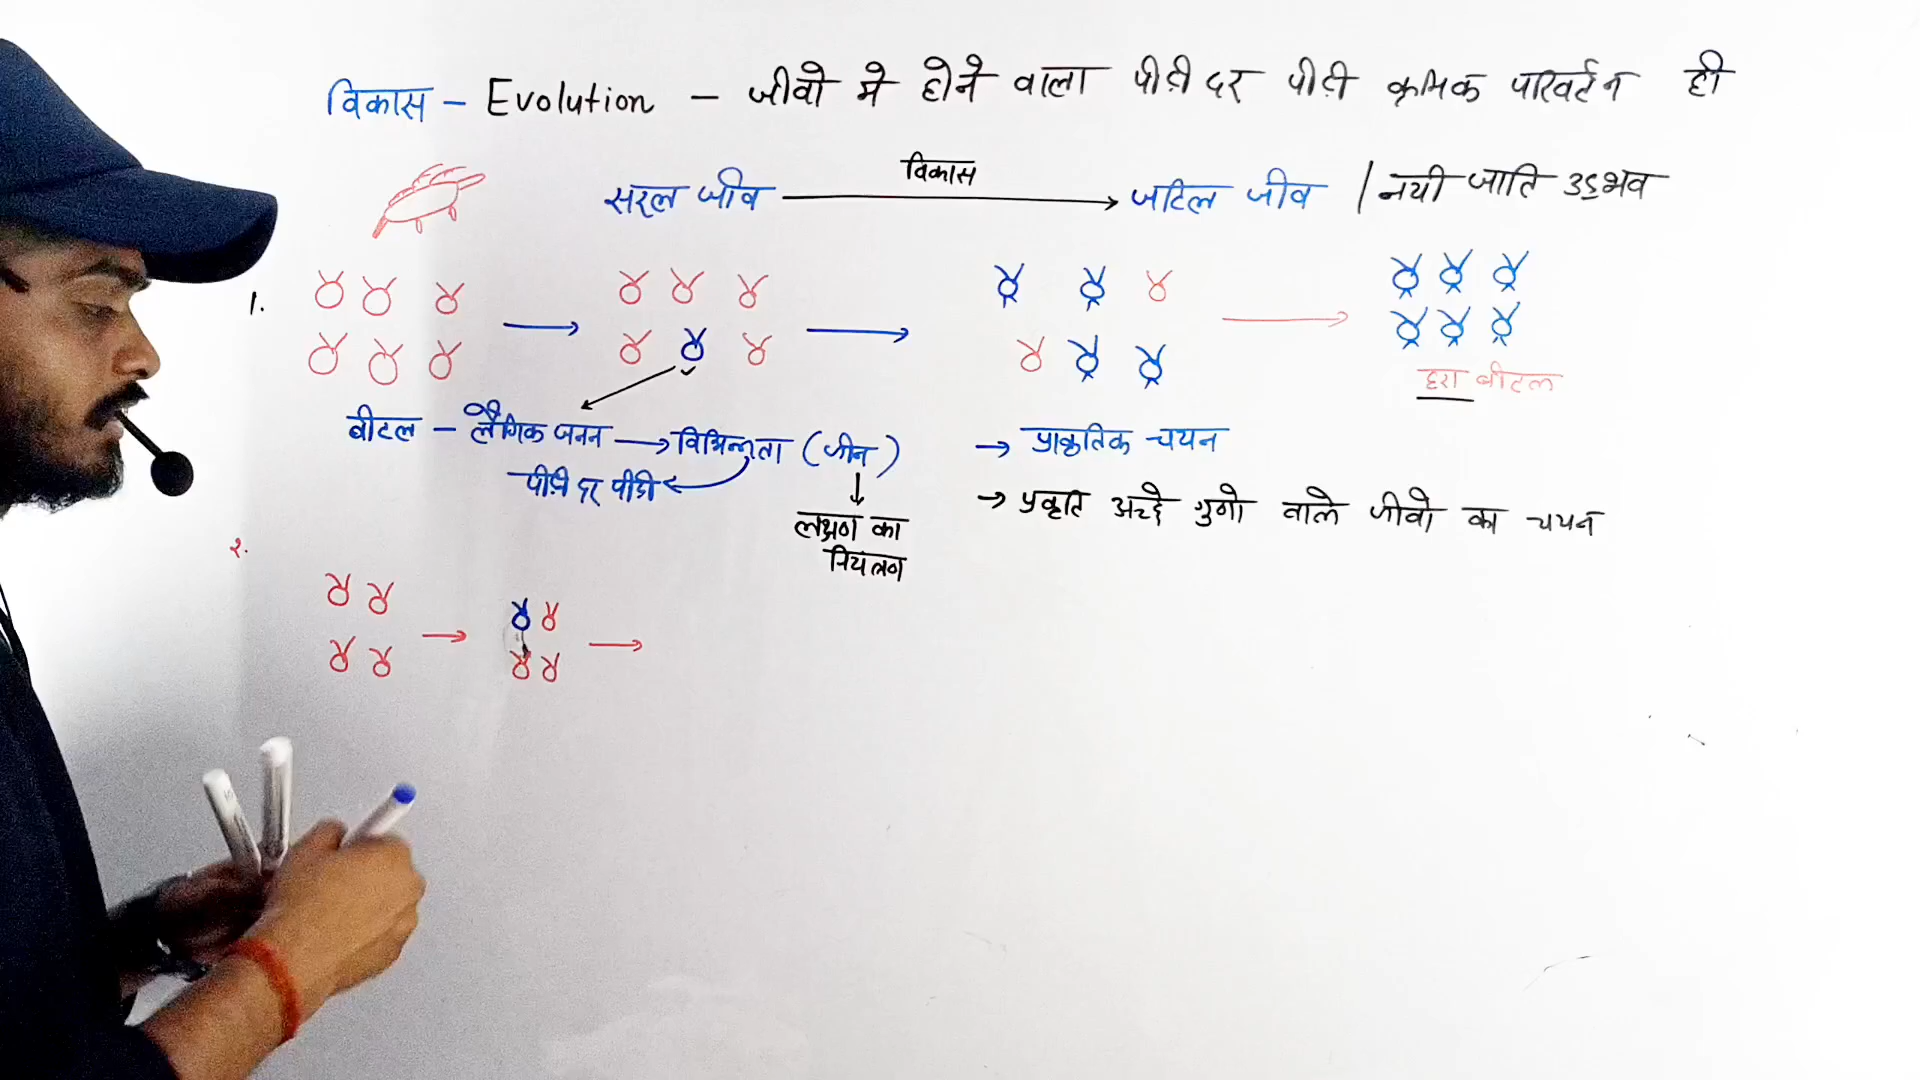 विकास - Evolution - जीवो मे होने वाला पीढी दर पीढी क्रमिक परिवर्तन ही
सरल जीव विकास जटिल जीव / नयी जाति उद्भव
1.
हरा बीटल
बीटल - लैंगिक जनन → विभिन्नता (जीन)
पीढी दर पीढी
लक्षण का
नियंत्रण
→ प्राकृतिक चयन
→ प्रकृति अच्छे गुणो वाले जीवो का चयन
२.